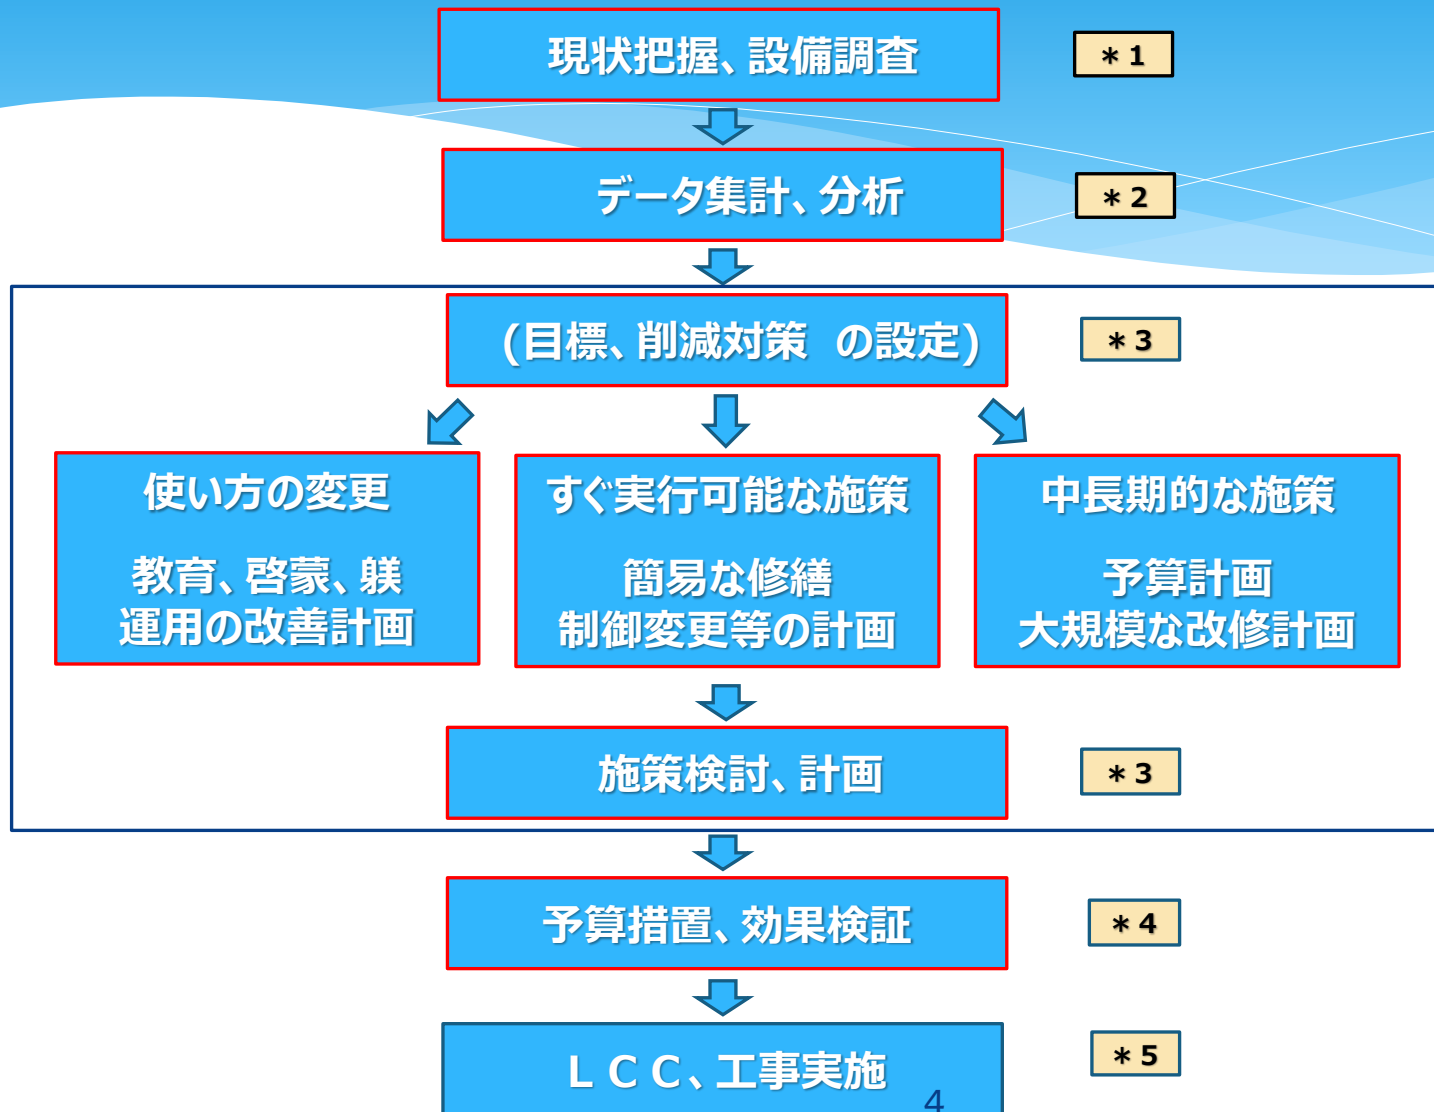 現状把握、設備調査
＊1
データ集計、分析
＊2
(目標、削減対策　の設定)
＊3
使い方の変更
教育、啓蒙、躾
運用の改善計画
すぐ実行可能な施策
簡易な修繕
制御変更等の計画
中長期的な施策
予算計画
大規模な改修計画
施策検討、計画
＊3
予算措置、効果検証
＊4
ＬＣＣ、工事実施
＊5
4